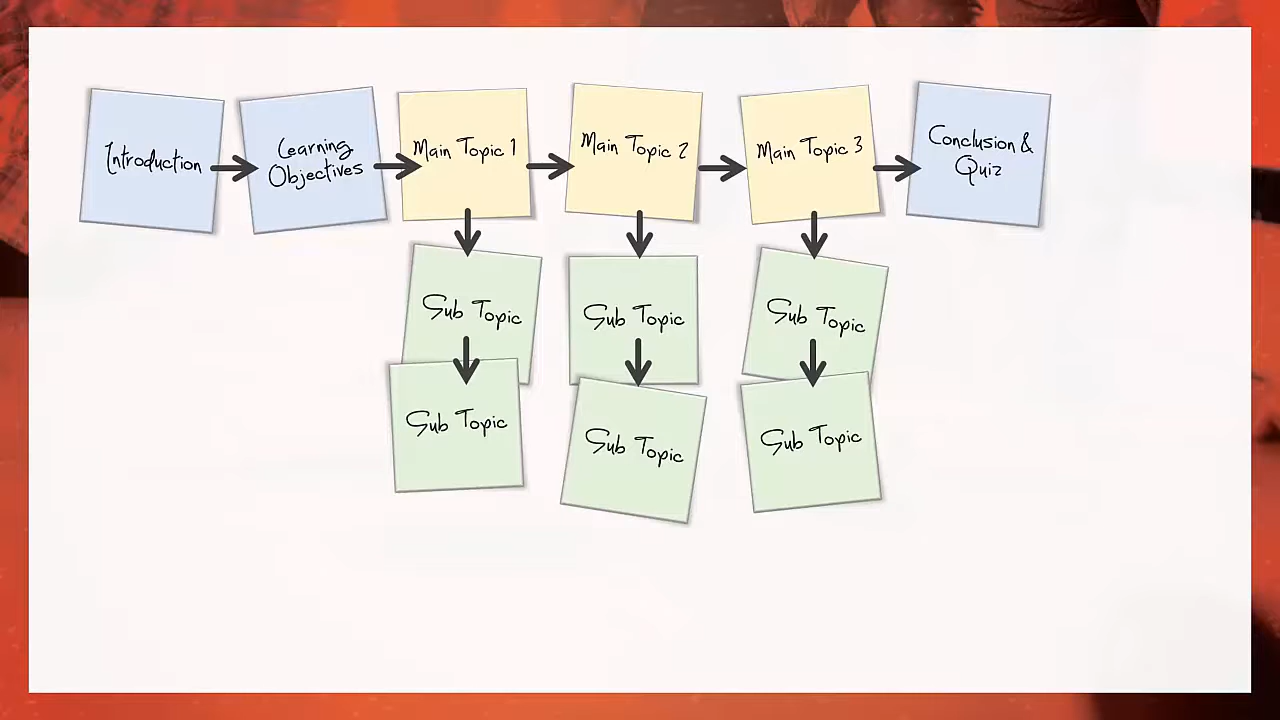 Introduction
Learning
Objectives
Main Topic 1
Main Topic 2
Main Topic 3
Conclusion &
Quiz
Sub Topic
Sub Topic
Sub Topic
Sub Topic
Sub Topic
Sub Topic